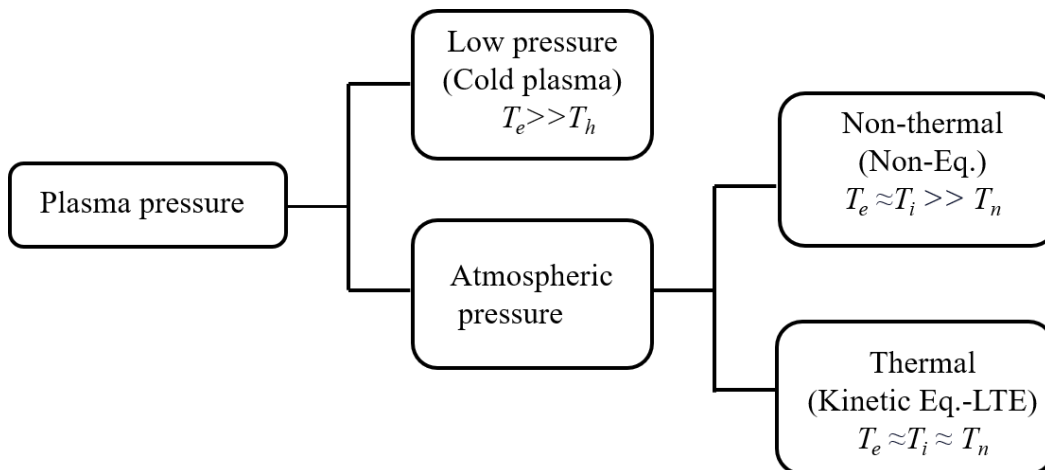 Plasma pressure
Low pressure
(Cold plasma)
Te>>Th
Atmospheric
pressure
Non-thermal
(Non-Eq.)
Te ≈Ti >> Tn
Thermal
(Kinetic Eq.-LTE)
Te ≈Ti ≈ Tn